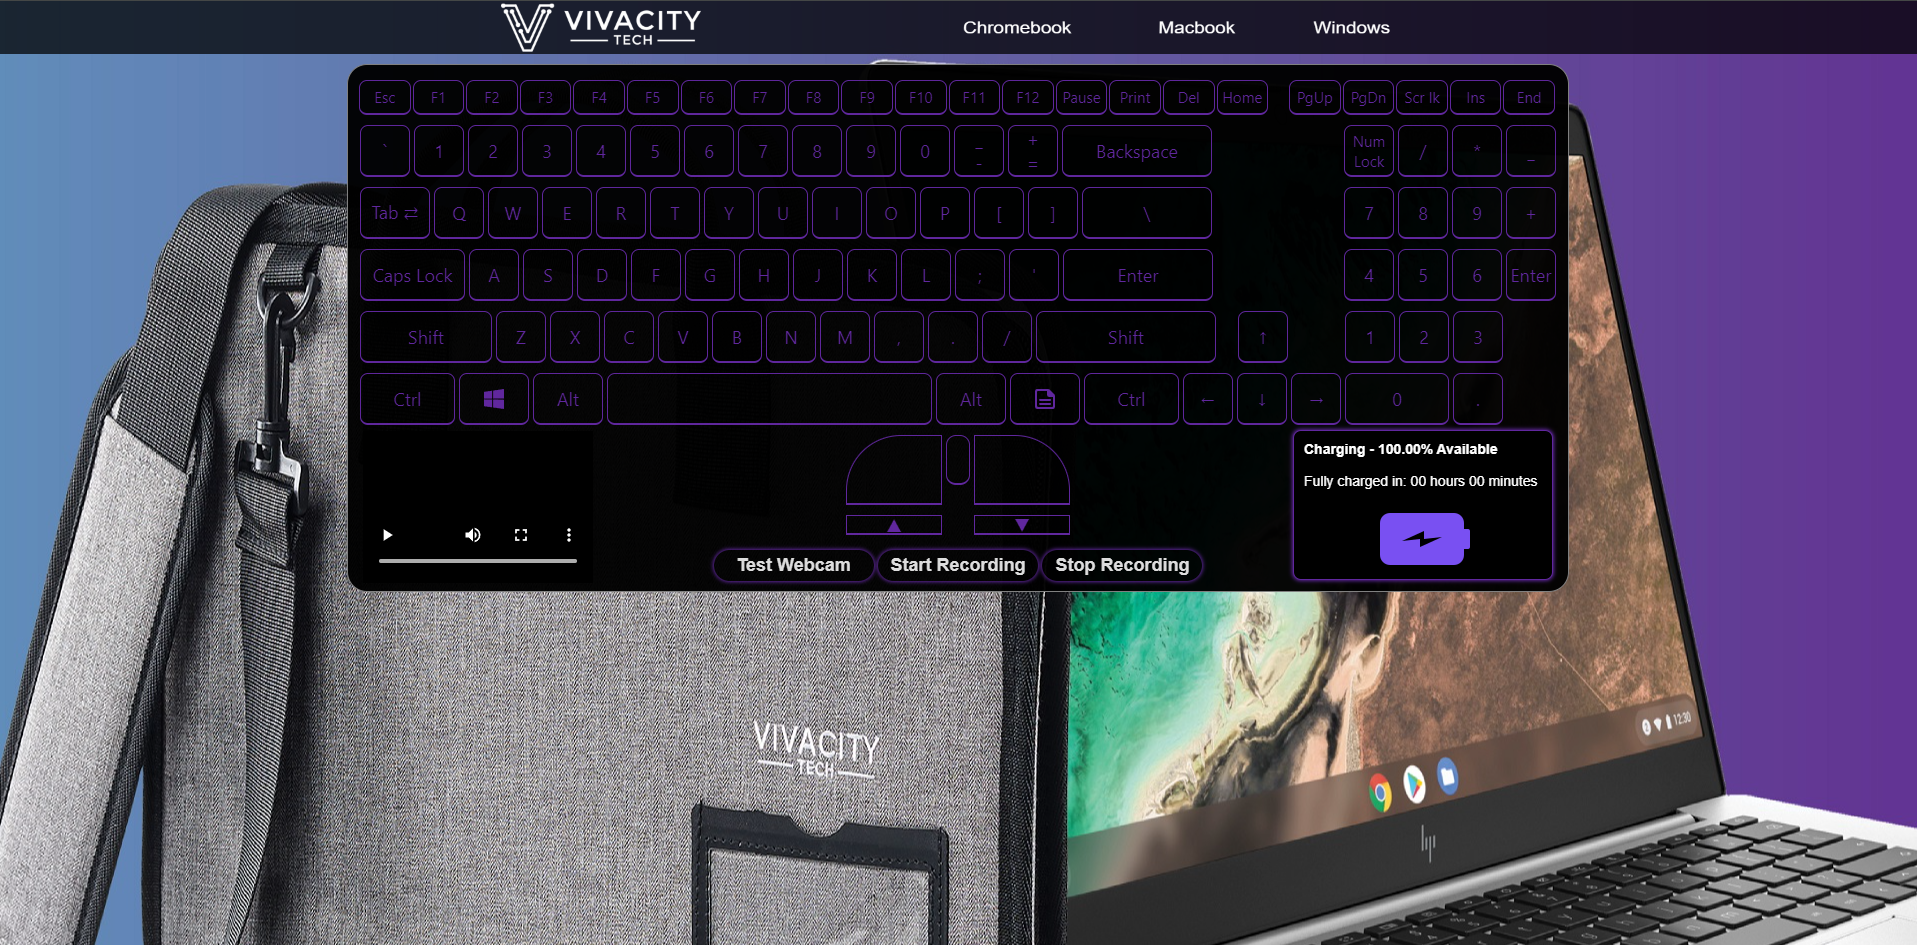 VIVACITY
TECH
Chromebook Macbook Windows
Esc F1 F2 F3 F4 F5 F6 F7 F8 F9 F10 F11 F12 Pause Print Del Home PgUp PgDn Scr lk Ins End
` 1 2 3 4 5 6 7 8 9 0 _ - + = Backspace Num Lock / * _
Tab ⇄ Q W E R T Y U I O P [ ] \ 7 8 9 +
Caps Lock A S D F G H J K L ; ' Enter 4 5 6 Enter
Shift Z X C V B N M , . / Shift ↑ 1 2 3
Ctrl Alt Alt Ctrl ← ↓ → 0 .
Charging - 100.00% Available
Fully charged in: 00 hours 00 minutes
▲ ▼
Test Webcam Start Recording Stop Recording
VIVACITY
TECH
12:30
hp